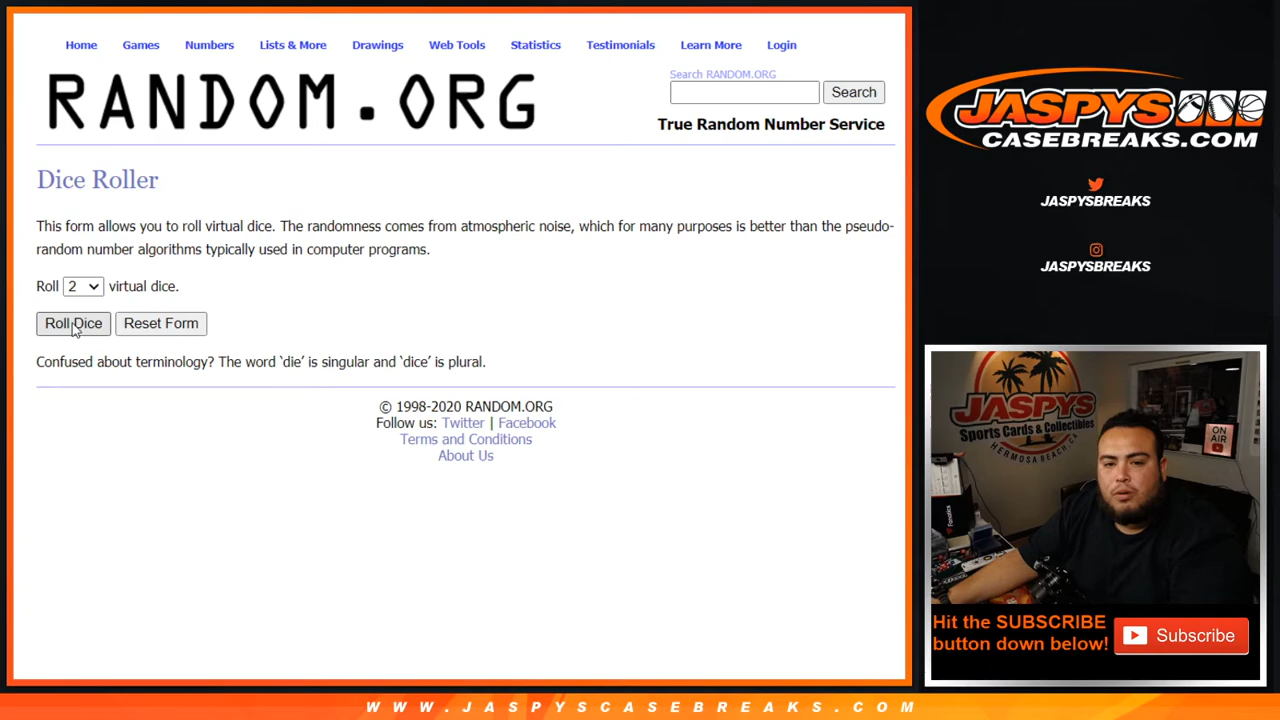 Home Games Numbers Lists & More Drawings Web Tools Statistics Testimonials Learn More Login
RANDOM.ORG
Search RANDOM.ORG
Search
True Random Number Service
Dice Roller
This form allows you to roll virtual dice. The randomness comes from atmospheric noise, which for many purposes is better than the pseudo-
random number algorithms typically used in computer programs.
Roll 2 virtual dice.
Roll Dice Reset Form
Confused about terminology? The word ‘die’ is singular and ‘dice’ is plural.
© 1998-2020 RANDOM.ORG
Follow us: Twitter | Facebook
Terms and Conditions
About Us
JASPYS
CASEBREAKS.COM
JASPYSBREAKS
JASPYSBREAKS
JASPYS
Sports Cards & Collectibles
HERMOSA BEACH, CA
ON
AIR
Fanatics
Hit the SUBSCRIBE
button down below!
Subscribe
WWW.JASPYSCASEBREAKS.COM